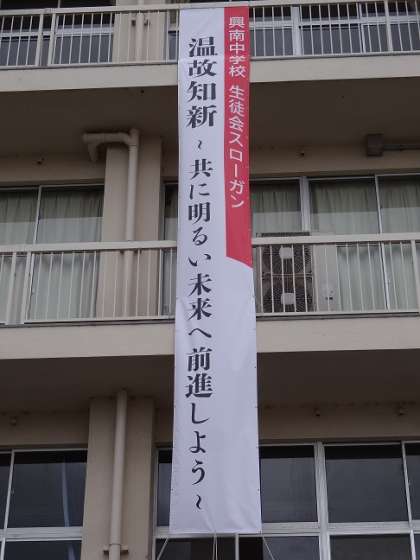 興南中学校 生徒会スローガン
温故知新 ~共に明るい未来へ前進しよう~